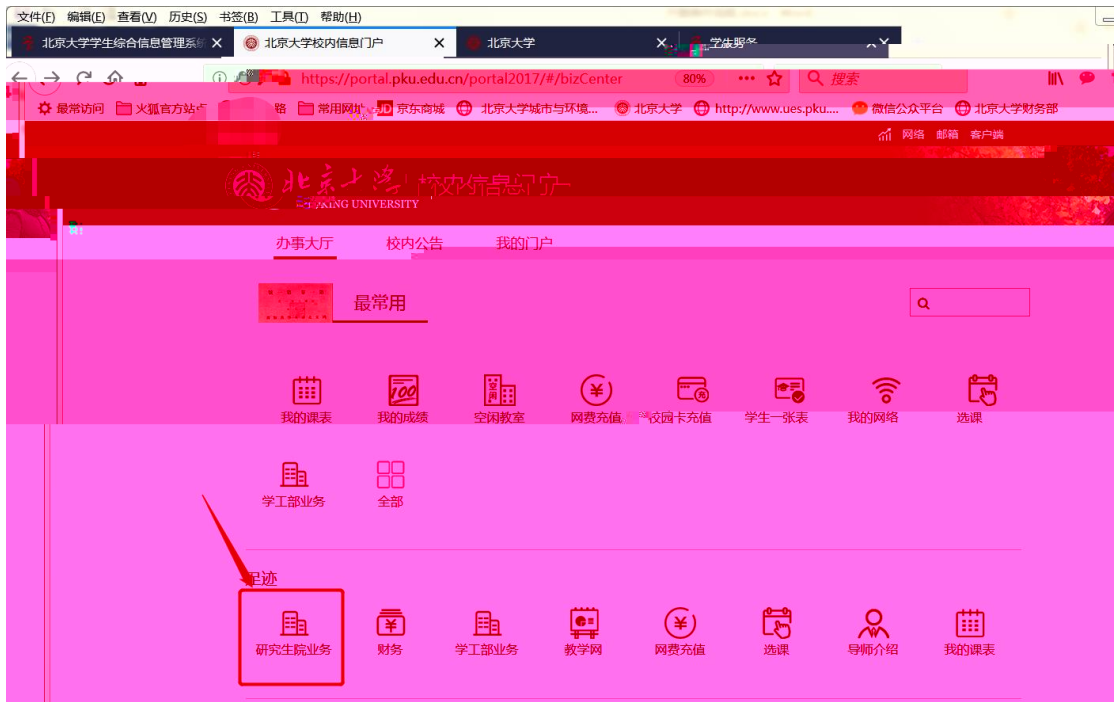 文件(F) 编辑(E) 查看(V) 历史(S) 书签(B) 工具(T) 帮助(H)
北京大学学生综合信息管理系统 北京大学校内信息门户 北京大学
https://portal.pku.edu.cn/portal2017/#/bizCenter 80% 搜索
最常访问 火狐官方站点 常用网址 JD 京东商城 北京大学城市与环境... 北京大学 http://www.ues.pku.... 微信公众平台 北京大学财务部
网络 邮箱 客户端
北京大学 校内信息门户
PEKING UNIVERSITY
办事大厅 校内公告 我的门户
最常用
我的课表 我的成绩 空闲教室 网费充值 校园卡充值 学生一张表 我的网络 选课
学工部业务 全部
足迹
研究生院业务 财务 学工部业务 教学网 网费充值 选课 导师介绍 我的课表